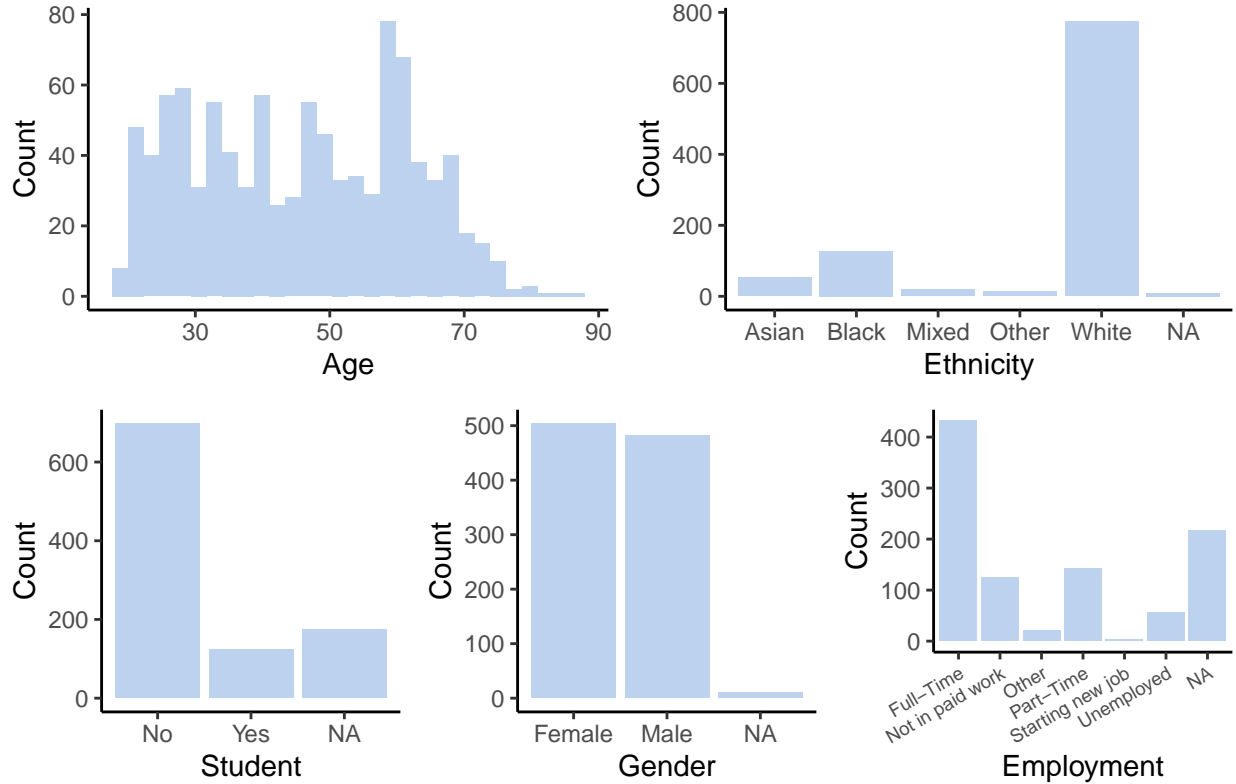 80
60
40
20
0
Count
30 50 70 90
Age
800
600
400
200
0
Count
Asian Black Mixed Other White NA
Ethnicity
600
400
200
0
Count
No Yes NA
Student
500
400
300
200
100
0
Count
Female Male NA
Gender
400
300
200
100
0
Count
Full−Time
Not in paid work
Other
Part−Time
Starting new job
Unemployed
NA
Employment